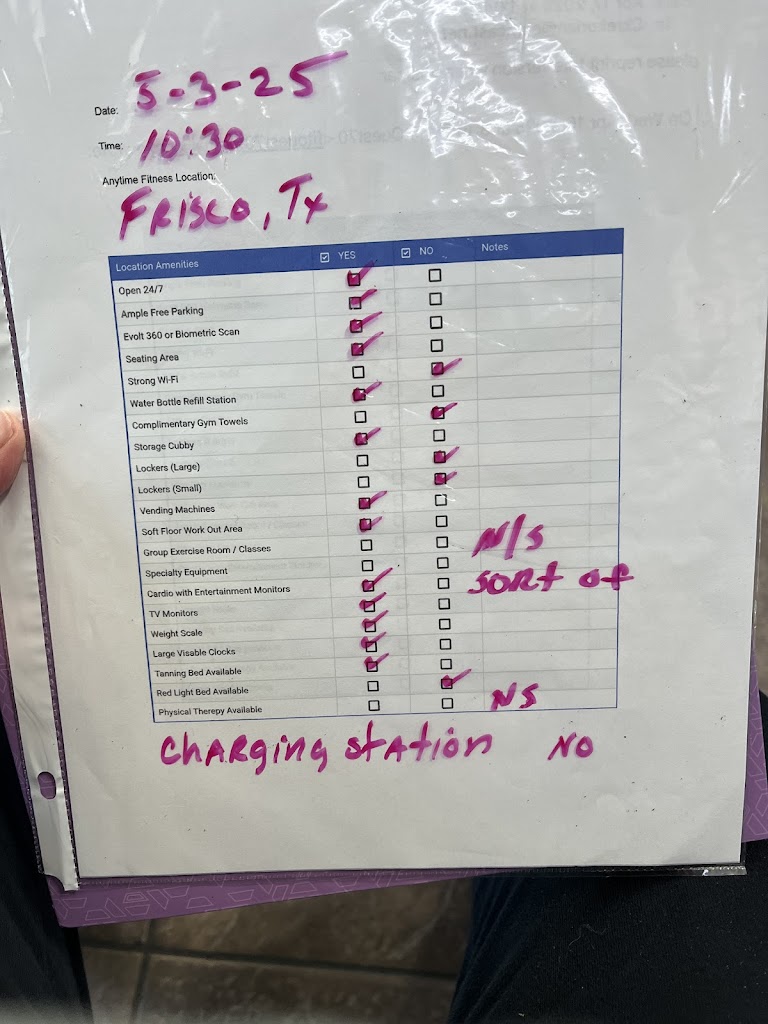 Date: 5-3-25
Time: 10:30
Anytime Fitness Location:
Frisco, Tx
Location Amenities ☑ YES ☑ NO Notes
Open 24/7 ☑ ☐
Ample Free Parking ☑ ☐
Evolt 360 or Biometric Scan ☑ ☐
Seating Area ☑ ☐
Strong Wi-Fi ☐ ☑
Water Bottle Refill Station ☑ ☐
Complimentary Gym Towels ☐ ☑
Storage Cubby ☑ ☐
Lockers (Large) ☐ ☑
Lockers (Small) ☐ ☑
Vending Machines ☑ ☐
Soft Floor Work Out Area ☑ ☐
Group Exercise Room / Classes ☐ ☐ N/S
Specialty Equipment ☐ ☐ Sort of
Cardio with Entertainment Monitors ☑ ☐
TV Monitors ☑ ☐
Weight Scale ☑ ☐
Large Visable Clocks ☑ ☐
Tanning Bed Available ☑ ☐
Red Light Bed Available ☐ ☑
Physical Therepy Available ☐ ☐ NS
Charging Station NO